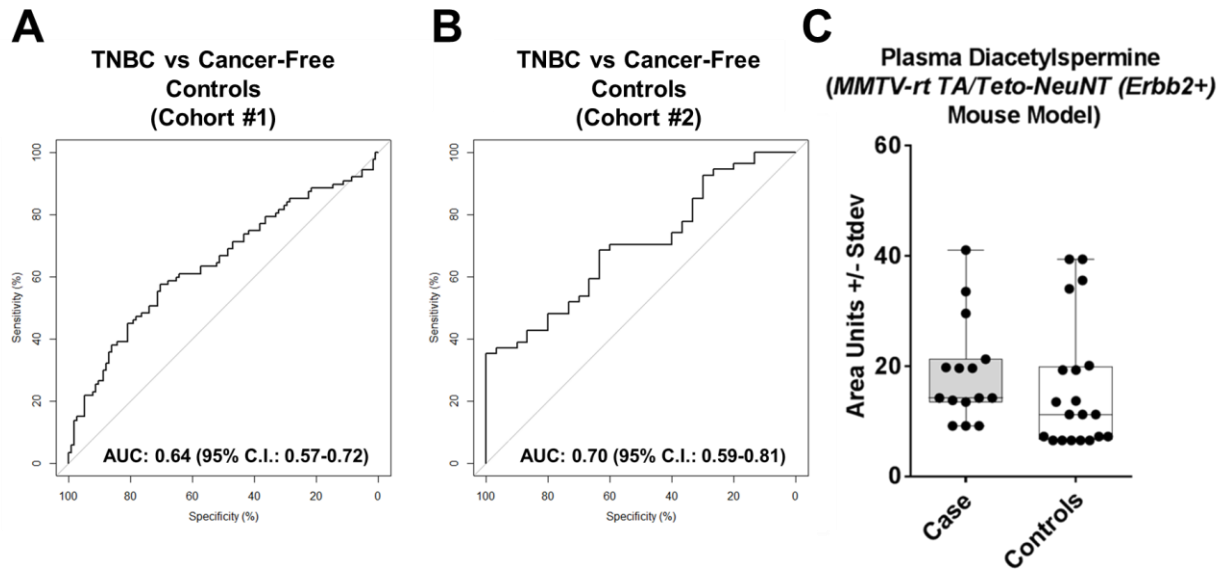 A
TNBC vs Cancer-Free
Controls
(Cohort #1)
Sensitivity (%)
100
80
60
40
20
0
AUC: 0.64 (95% C.I.: 0.57-0.72)
100 80 60 40 20 0
Specificity (%)
B
TNBC vs Cancer-Free
Controls
(Cohort #2)
Sensitivity (%)
100
80
60
40
20
0
AUC: 0.70 (95% C.I.: 0.59-0.81)
100 80 60 40 20 0
Specificity (%)
C
Plasma Diacetylspermine
(MMTV-rt TA/Teto-NeuNT (Erbb2+)
Mouse Model)
Area Units +/- Stdev
60
40
20
0
Case
Controls